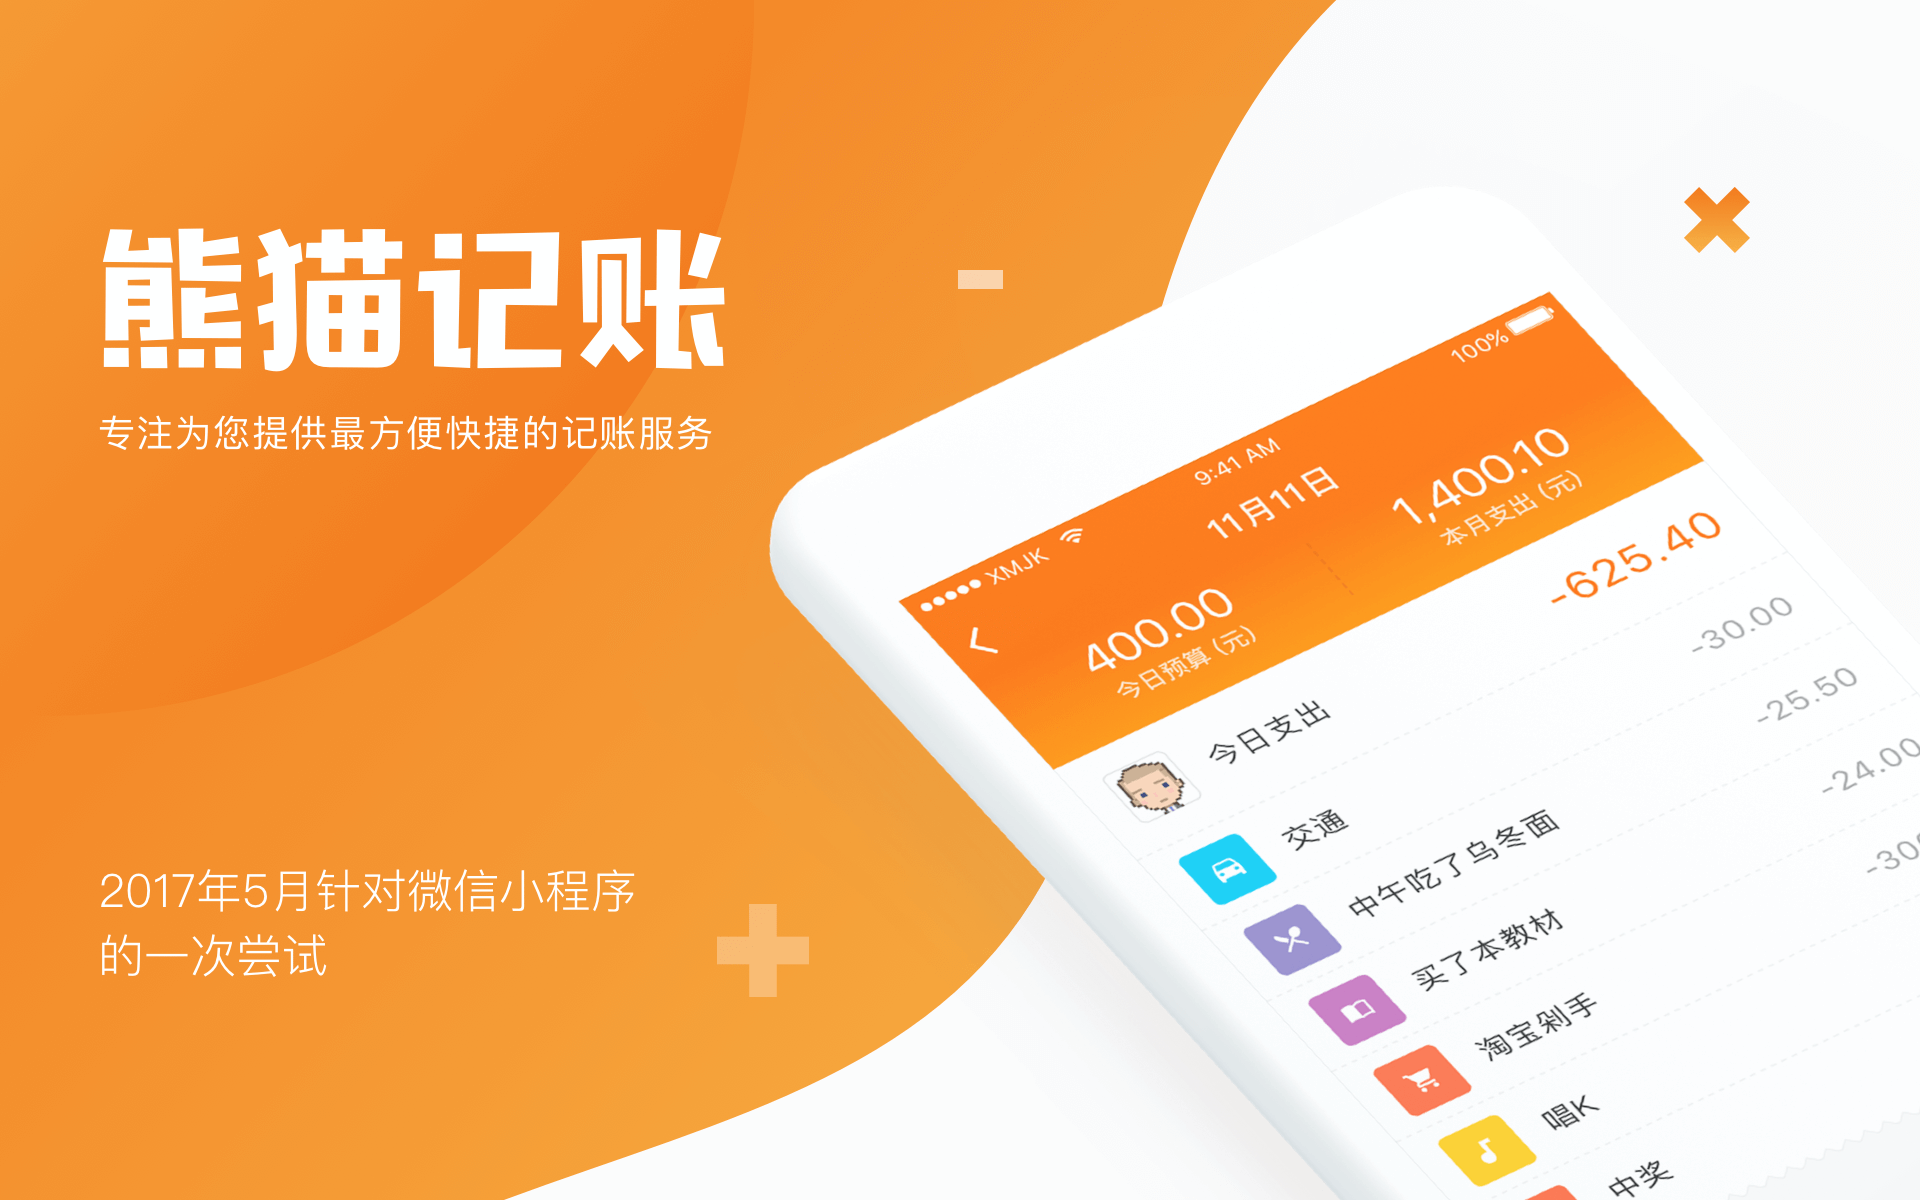 熊猫记账
专注为您提供最方便快捷的记账服务
2017年5月针对微信小程序
的一次尝试
XMJK
9:41 AM
100%
11月11日
400.00
今日预算 (元)
1,400.10
本月支出 (元)
今日支出
-625.40
交通
-30.00
中午吃了乌冬面
-25.50
买了本教材
-24.00
淘宝剁手
-300
唱K
中奖